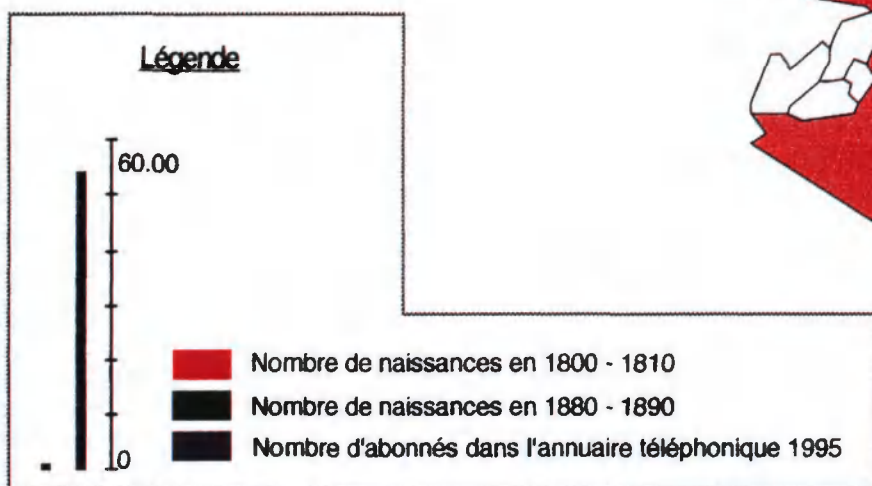 Légende
60.00
0
Nombre de naissances en 1800 - 1810
Nombre de naissances en 1880 - 1890
Nombre d'abonnés dans l'annuaire téléphonique 1995